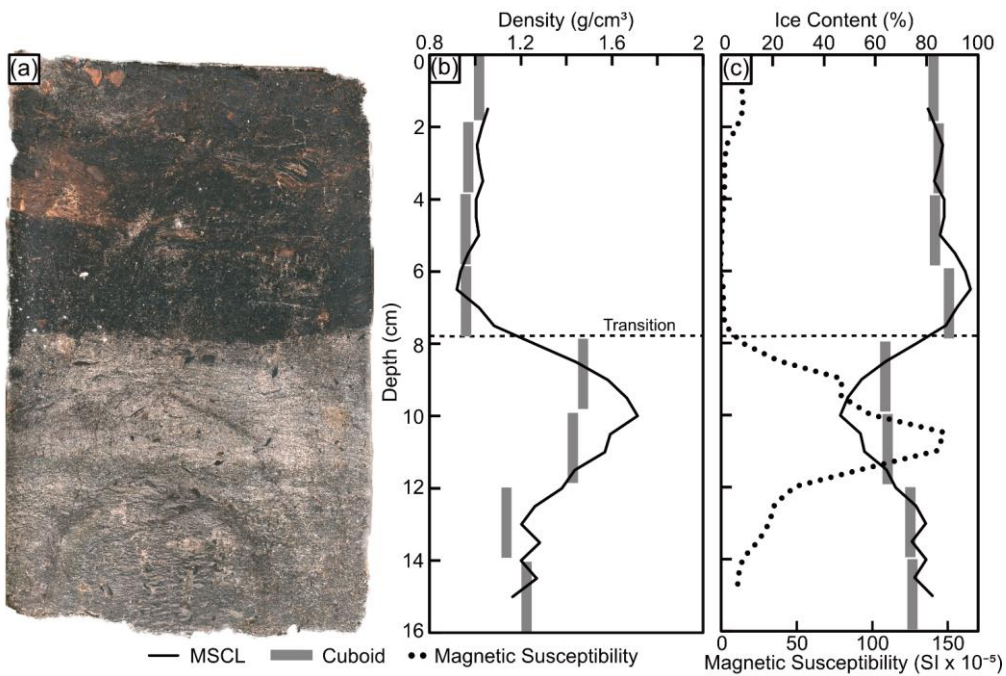 (a)
Density (g/cm³)
0.8 1.2 1.6 2
(b)
Depth (cm)
0
2
4
6
8
10
12
14
16
Transition
Ice Content (%)
0 20 40 60 80 100
(c)
0 50 100 150
Magnetic Susceptibility (SI x 10⁻⁵)
MSCL Cuboid Magnetic Susceptibility